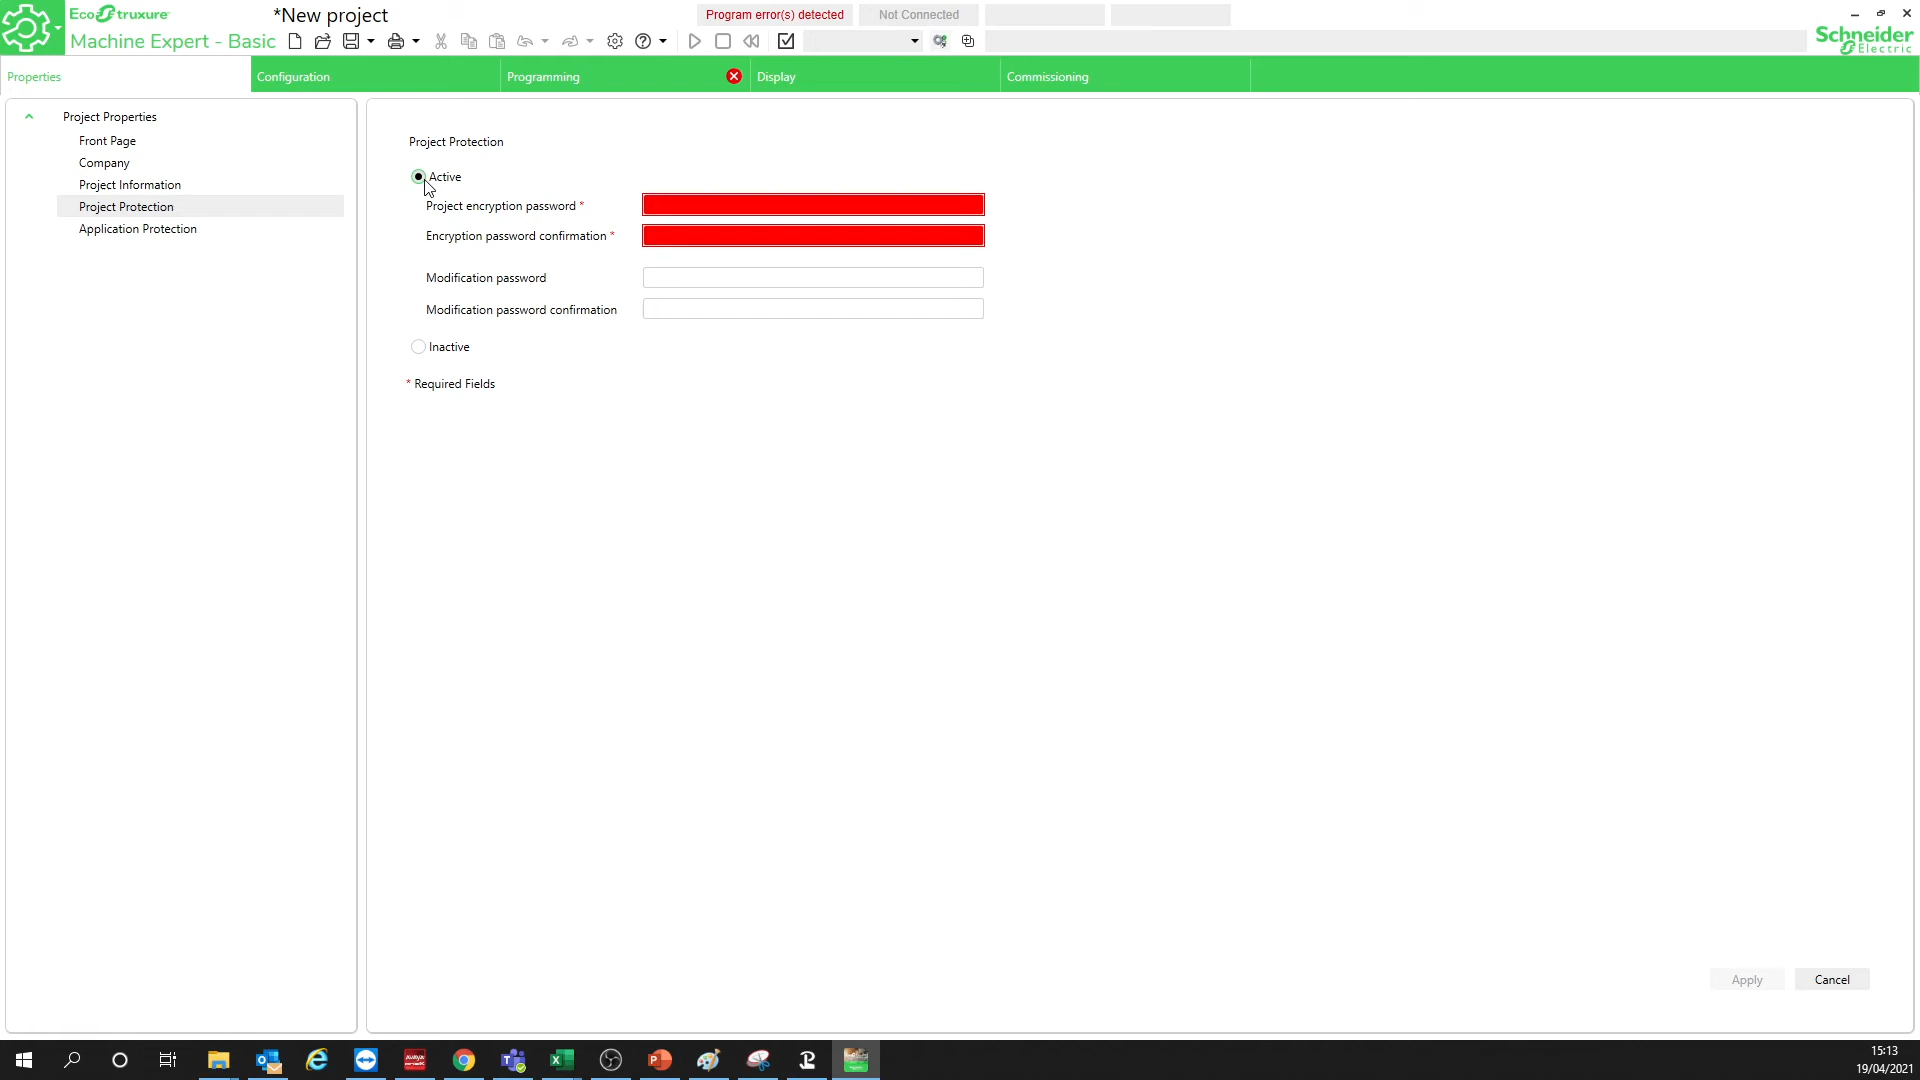 EcoStruxure
Machine Expert - Basic
*New project
Program error(s) detected
Not Connected
Schneider
Electric
Properties
Configuration
Programming
Display
Commissioning
Project Properties
Front Page
Company
Project Information
Project Protection
Application Protection
Project Protection
Active
Project encryption password *
Encryption password confirmation *
Modification password
Modification password confirmation
Inactive
* Required Fields
Apply
Cancel
15:13
19/04/2021